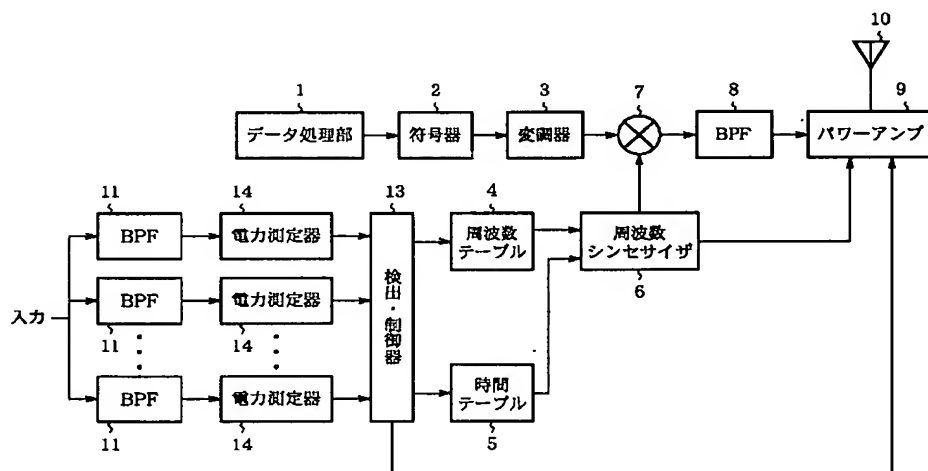 10
1
2
3
7
8
9
データ処理部
符号器
変調器
BPF
パワーアンプ
11
14
13
4
BPF
電力測定器
周波数
テーブル
周波数
シンセサイザ
6
入力
BPF
電力測定器
検出・制御器
11
14
BPF
電力測定器
時間
テーブル
11
14
5